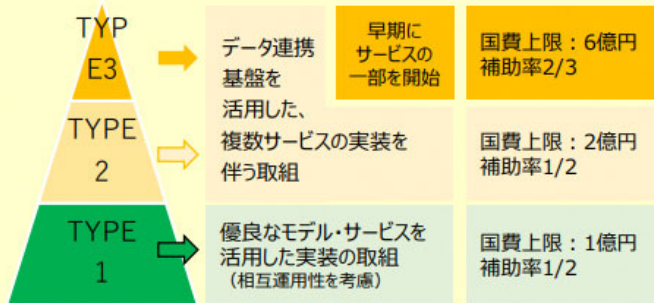 TYP
E3
データ連携
基盤を
活用した、
複数サービスの実装を
伴う取組
早期に
サービスの
一部を開始
国費上限：6億円
補助率2/3
TYPE
2
国費上限：2億円
補助率1/2
TYPE
1
優良なモデル・サービスを
活用した実装の取組
（相互運用性を考慮）
国費上限：1億円
補助率1/2